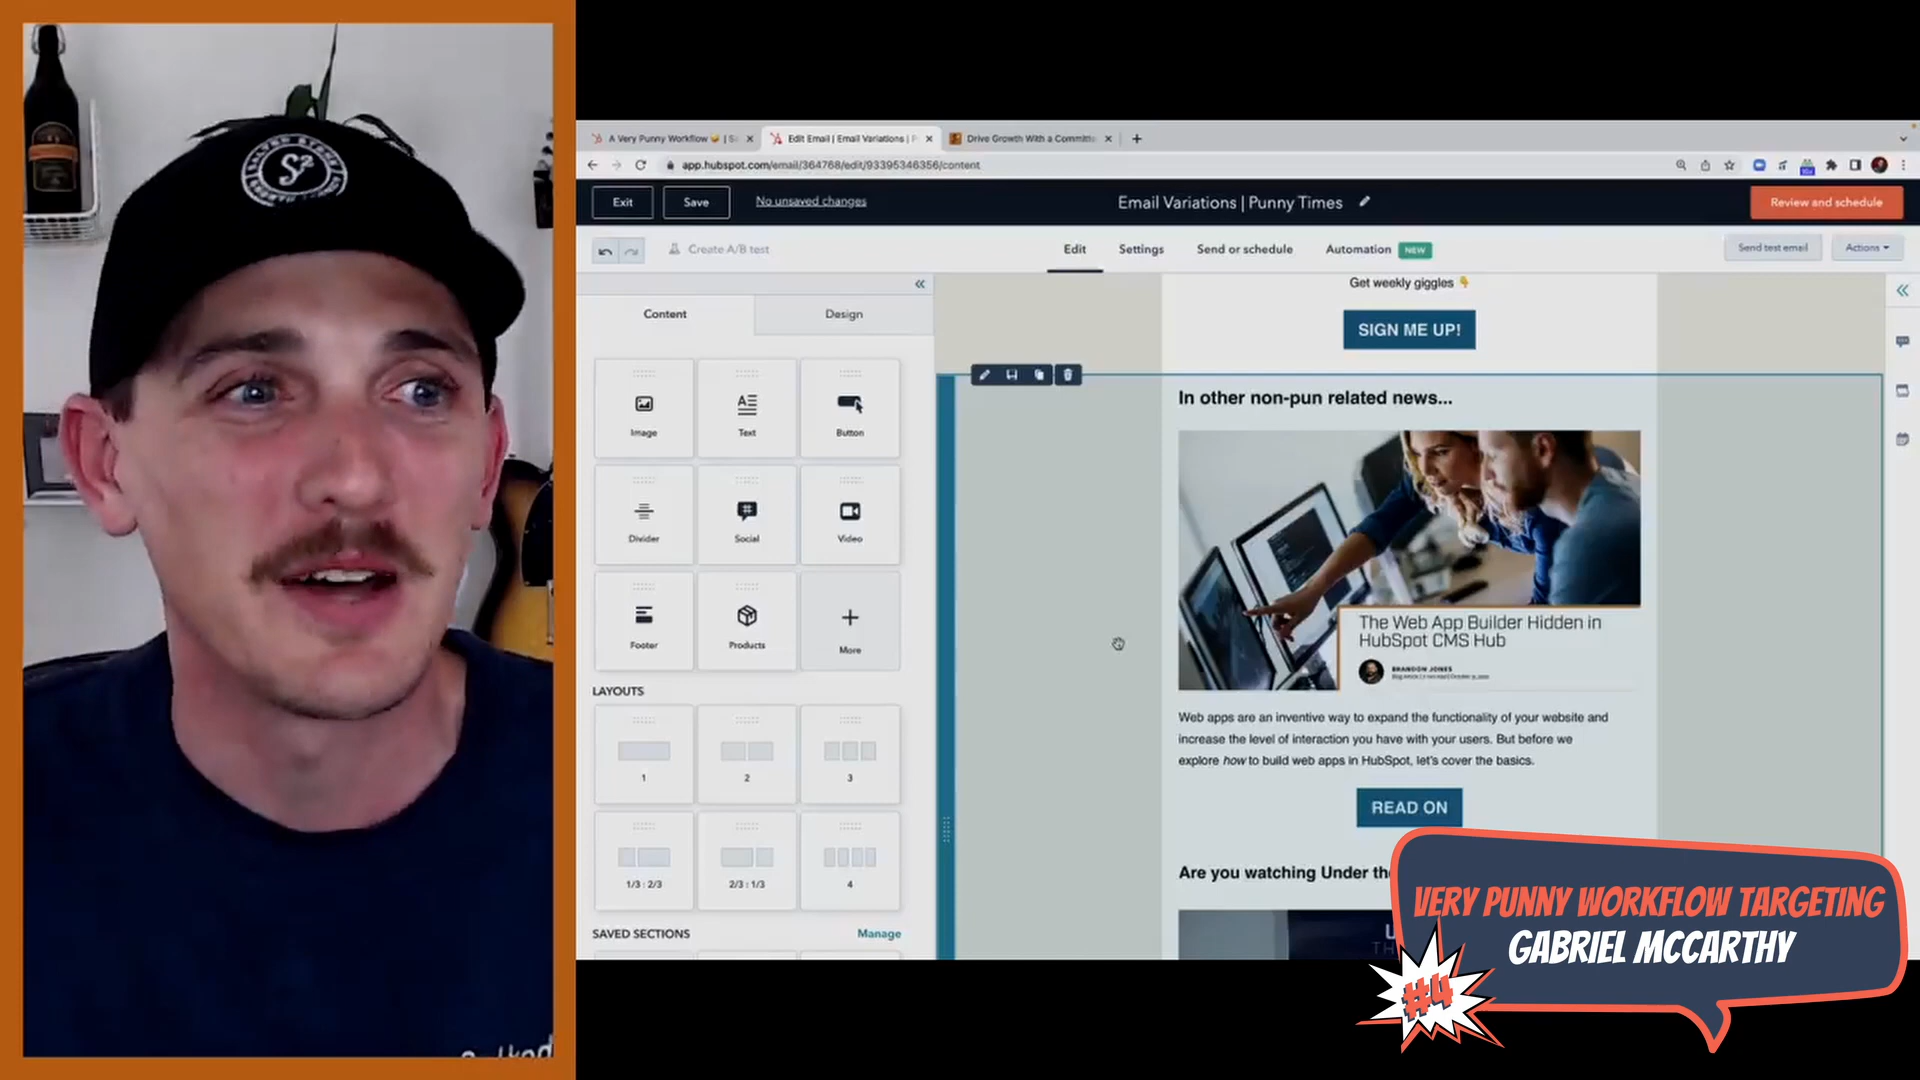 A Very Punny Workflow
Edit Email | Email Variations | P
Drive Growth With a Committe
app.hubspot.com/email/364768/edit/93395346356/content
Exit
Save
No unsaved changes
Email Variations | Punny Times
Review and schedule
Create A/B test
Edit
Settings
Send or schedule
Automation
NEW
Send test email
Actions
Content
Design
Image
Text
Button
Divider
Social
Video
Footer
Products
More
LAYOUTS
1
2
3
1/3 : 2/3
2/3 : 1/3
4
SAVED SECTIONS
Manage
Get weekly giggles
SIGN ME UP!
In other non-pun related news...
The Web App Builder Hidden in
HubSpot CMS Hub
BRANDON JONES
Web apps are an inventive way to expand the functionality of your website and
increase the level of interaction you have with your users. But before we
explore how to build web apps in HubSpot, let's cover the basics.
READ ON
Are you watching Under the
VERY PUNNY WORKFLOW TARGETING
GABRIEL MCCARTHY
#4